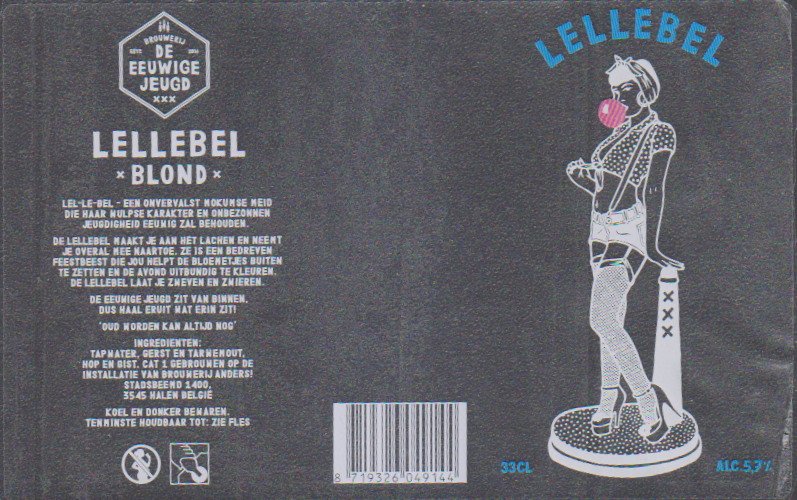 BROUWERIJ
DE
EEUWIGE
JEUGD
XXX
LELLEBEL
× BLOND ×
LEL-LE-BEL - EEN ONVERVALST MOKUMSE MEID
DIE HAAR WULPSE KARAKTER EN ONBEZONNEN
JEUGDIGHEID EEUWIG ZAL BEHOUDEN.
DE LELLEBEL MAAKT JE AAN HET LACHEN EN NEEMT
JE OVERAL MEE NAARTOE. ZE IS EEN BEDREVEN
FEESTBEEST DIE JOU HELPT DE BLOEMETJES BUITEN
TE ZETTEN EN DE AVOND UITBUNDIG TE KLEUREN.
DE LELLEBEL LAAT JE ZWEVEN EN ZWIEREN.
DE EEUWIGE JEUGD ZIT VAN BINNEN,
DUS HAAL ERUIT WAT ERIN ZIT!
'OUD WORDEN KAN ALTIJD NOG'
INGREDIENTEN:
TAPWATER, GERST EN TARWEMOUT,
HOP EN GIST. CAT 1 GEBROUWEN OP DE
INSTALLATIE VAN BROUWERIJ ANDERS!
STADSBEEMD 1400,
3545 HALEN BELGIË
KOEL EN DONKER BEWAREN.
TENMINSTE HOUDBAAR TOT: ZIE FLES
8 719326 049144
LELLEBEL
XXX
33CL
ALC 5,7%